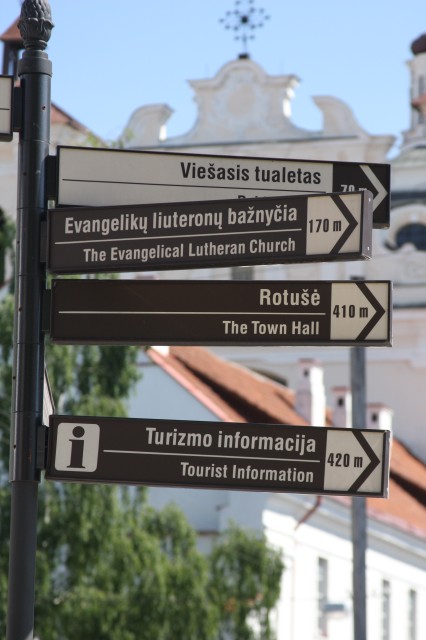 Viešasis tualetas
70 m
Evangelikų liuteronų bažnyčia
The Evangelical Lutheran Church
170 m
Rotušė
The Town Hall
410 m
i
Turizmo informacija
Tourist Information
420 m